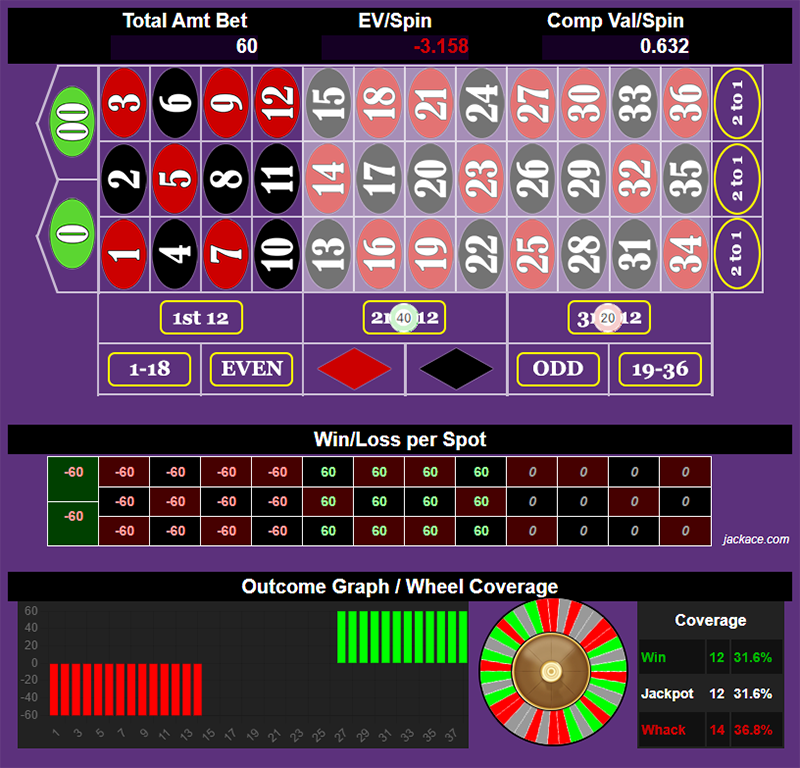 Total Amt Bet EV/Spin Comp Val/Spin
60 -3.158 0.632
00 3 6 9 12 15 18 21 24 27 30 33 36 2 to 1
2 5 8 11 14 17 20 23 26 29 32 35 2 to 1
0 1 4 7 10 13 16 19 22 25 28 31 34 2 to 1
1st 12 2n 40 12 3 20 12
1-18 EVEN ODD 19-36
Win/Loss per Spot
-60 -60 -60 -60 -60 60 60 60 60 0 0 0 0
-60 -60 -60 -60 -60 60 60 60 60 0 0 0 0
-60 -60 -60 -60 60 60 60 60 0 0 0 0
jackace.com
Outcome Graph / Wheel Coverage
60
40
20
0
-20
-40
-60
1 3 5 7 9 11 13 15 17 19 21 23 25 27 29 31 33 35 37
Coverage
Win 12 31.6%
Jackpot 12 31.6%
Whack 14 36.8%